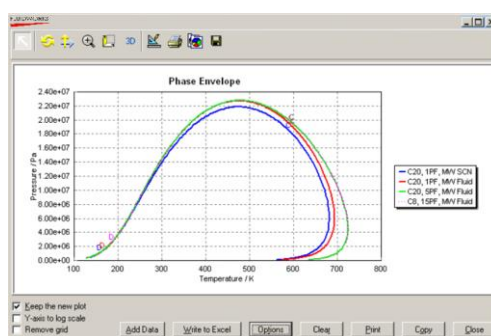 3D
Phase Envelope
2.40e+07
2.20e+07
2.00e+07
1.80e+07
1.60e+07
1.40e+07
1.20e+07
1.00e+07
8.00e+06
6.00e+06
4.00e+06
2.00e+06
0.00e+00
Pressure / Pa
100 200 300 400 500 600 700 800
Temperature / K
C20, 1PF, MW SCN
C20, 1PF, MW Fluid
C20, 5PF, MW Fluid
C8, 15PF, MW Fluid
Keep the new plot
Y-axis to log scale
Remove grid
Add Data Write to Excel Options Clear Print Copy Close